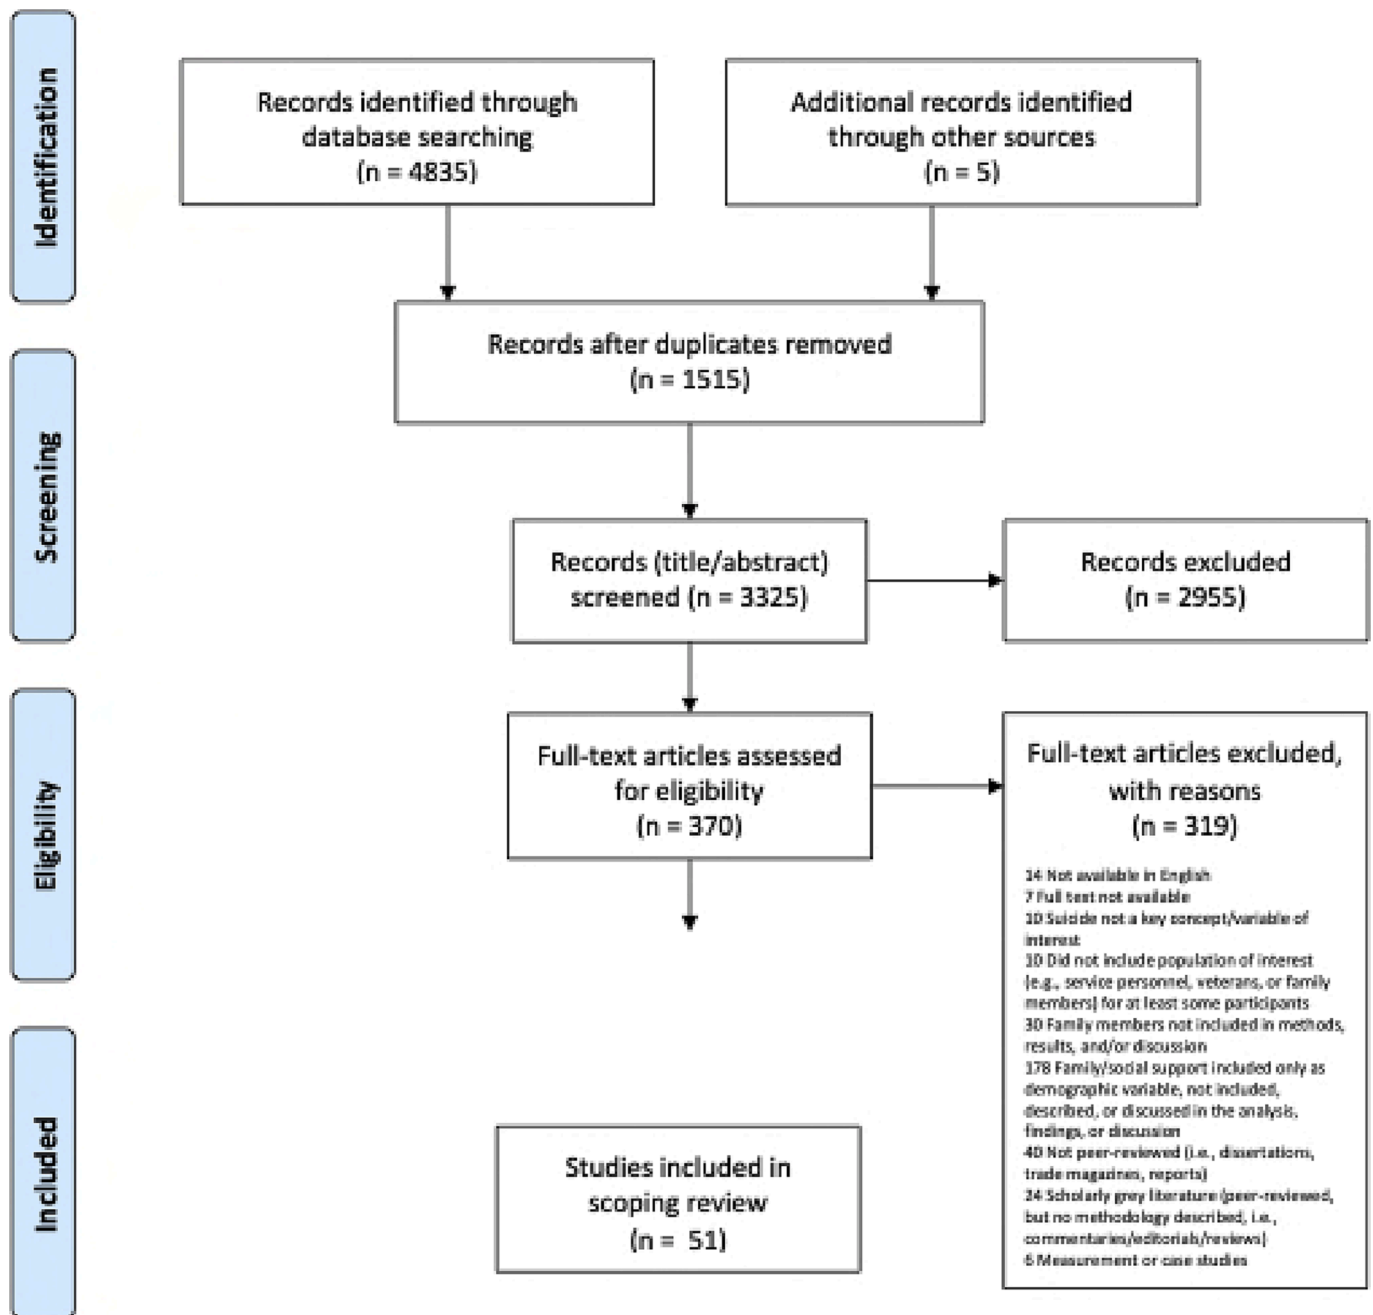 Identification
Records identified through
database searching
(n = 4835)
Additional records identified
through other sources
(n = 5)
Records after duplicates removed
(n = 1515)
Screening
Records (title/abstract)
screened (n = 3325)
Records excluded
(n = 2955)
Eligibility
Full-text articles assessed
for eligibility
(n = 370)
Full-text articles excluded,
with reasons
(n = 319)
14 Not available in English
7 Full text not available
10 Suicide not a key concept/variable of
interest
10 Did not include population of interest
(e.g., service personnel, veterans, or family
members) for at least some participants
30 Family members not included in methods,
results, and/or discussion
178 Family/social support included only as
demographic variable, not included,
described, or discussed in the analysis,
findings, or discussion
40 Not peer-reviewed (i.e., dissertations,
trade magazines, reports)
24 Scholarly grey literature (peer-reviewed,
but no methodology described, i.e.,
commentaries/editorials/reviews)
6 Measurement or case studies
Included
Studies included in
scoping review
(n = 51)